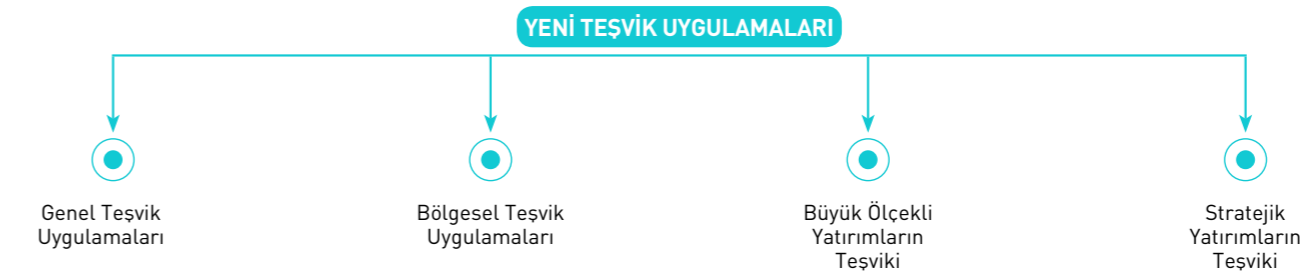 YENİ TEŞVİK UYGULAMALARI
Genel Teşvik
Uygulamaları
Bölgesel Teşvik
Uygulamaları
Büyük Ölçekli
Yatırımların
Teşviki
Stratejik
Yatırımların
Teşviki